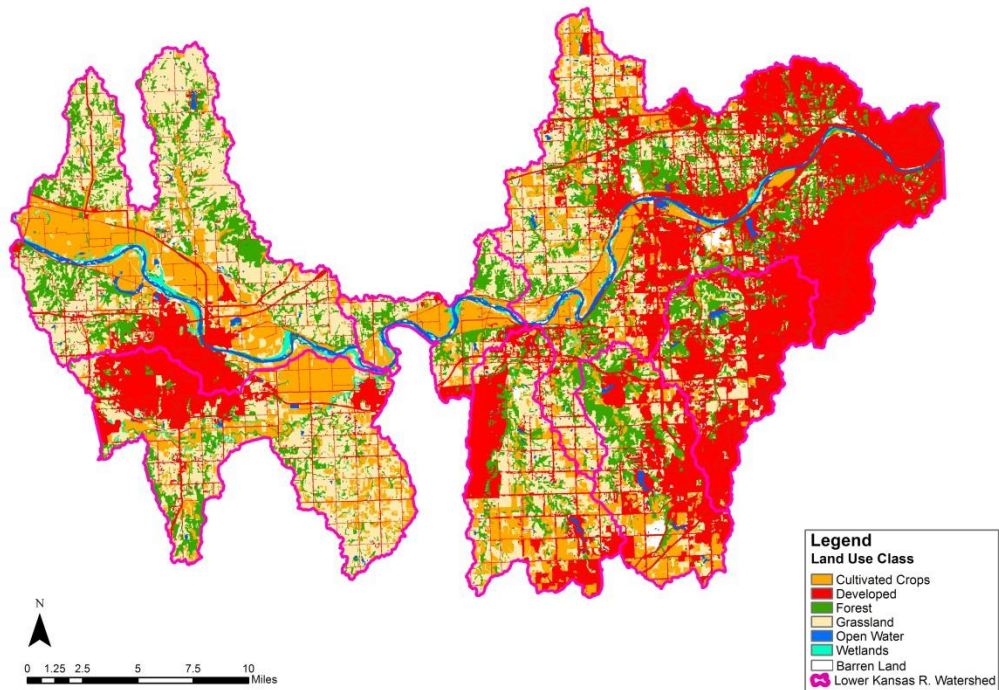 N
0 1.25 2.5 5 7.5 10
Miles
Legend
Land Use Class
Cultivated Crops
Developed
Forest
Grassland
Open Water
Wetlands
Barren Land
Lower Kansas R. Watershed